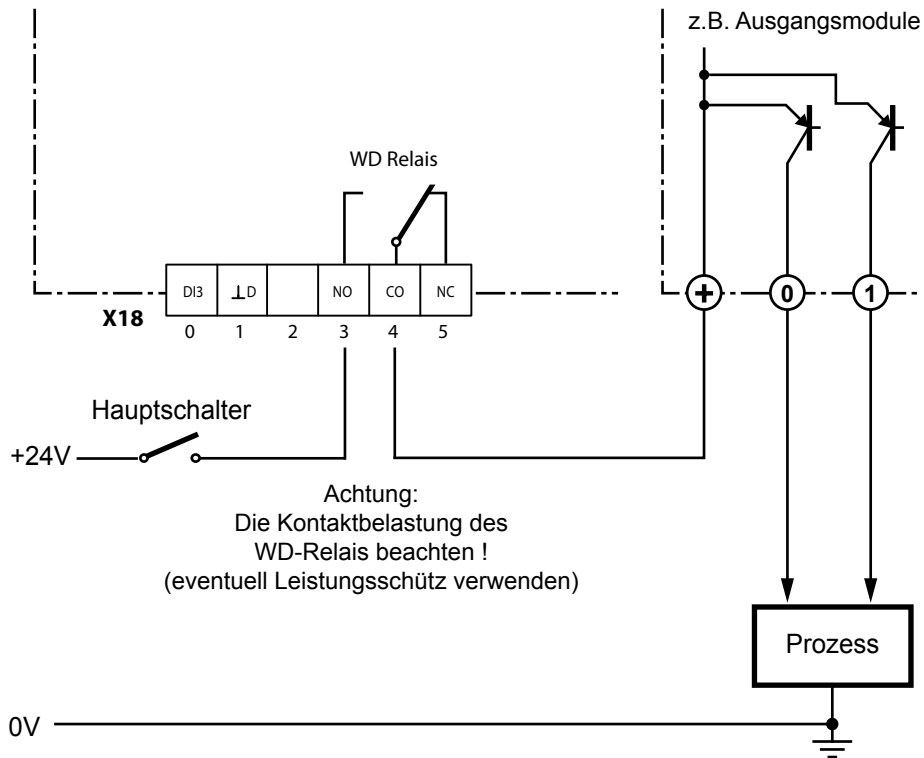 z.B. Ausgangsmodule
WD Relais
DI3 ⊥D NO CO NC
X18
0 1 2 3 4 5
+ 0 1
Hauptschalter
+24V
Achtung:
Die Kontaktbelastung des
WD-Relais beachten !
(eventuell Leistungsschütz verwenden)
Prozess
0V